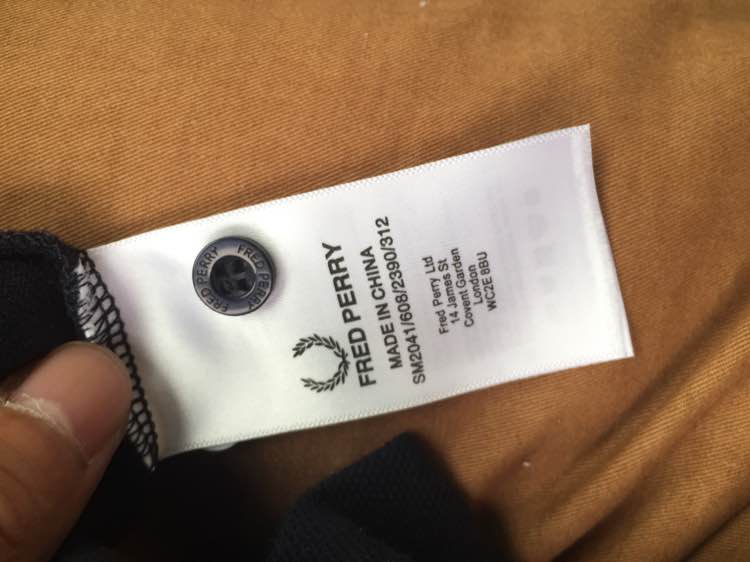 FRED PERRY
FRED PERRY
FRED PERRY
MADE IN CHINA
SM2041/608/2390/312
Fred Perry Ltd
14 James St
Covent Garden
London
WC2E 8BU